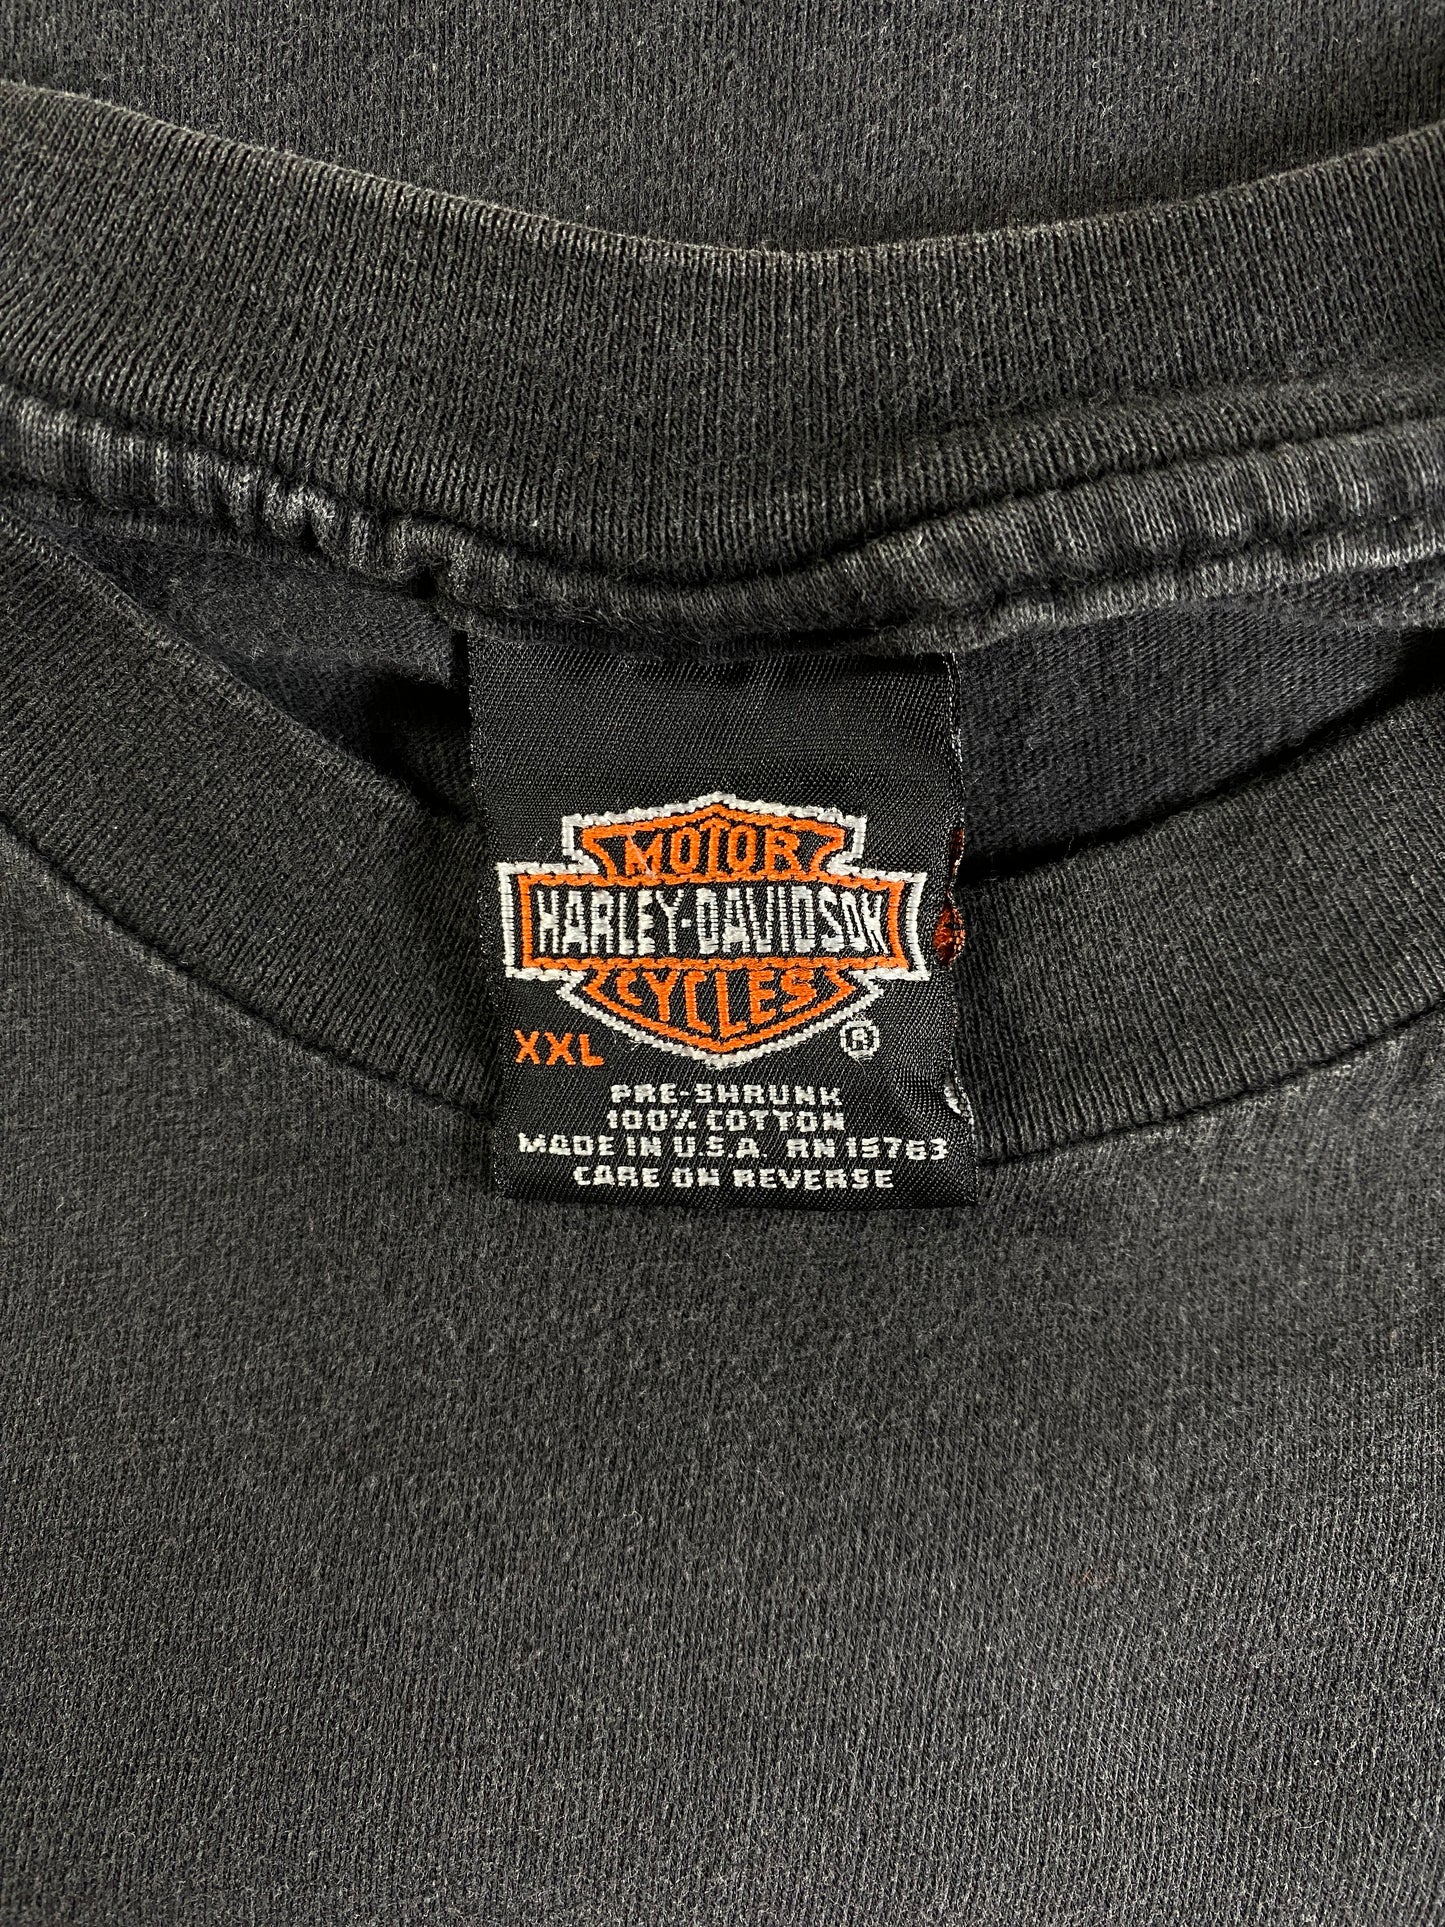 MOTOR
HARLEY-DAVIDSON
CYCLES
XXL ®
PRE-SHRUNK
100% COTTON
MADE IN U.S.A. RN 15763
CARE ON REVERSE